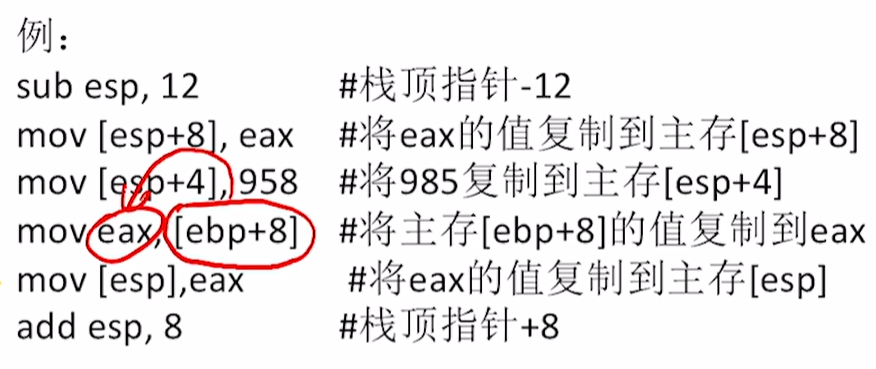 例：
sub esp, 12 #栈顶指针-12
mov [esp+8], eax #将eax的值复制到主存[esp+8]
mov [esp+4], 958 #将985复制到主存[esp+4]
mov eax, [ebp+8] #将主存[ebp+8]的值复制到eax
mov [esp],eax #将eax的值复制到主存[esp]
add esp, 8 #栈顶指针+8